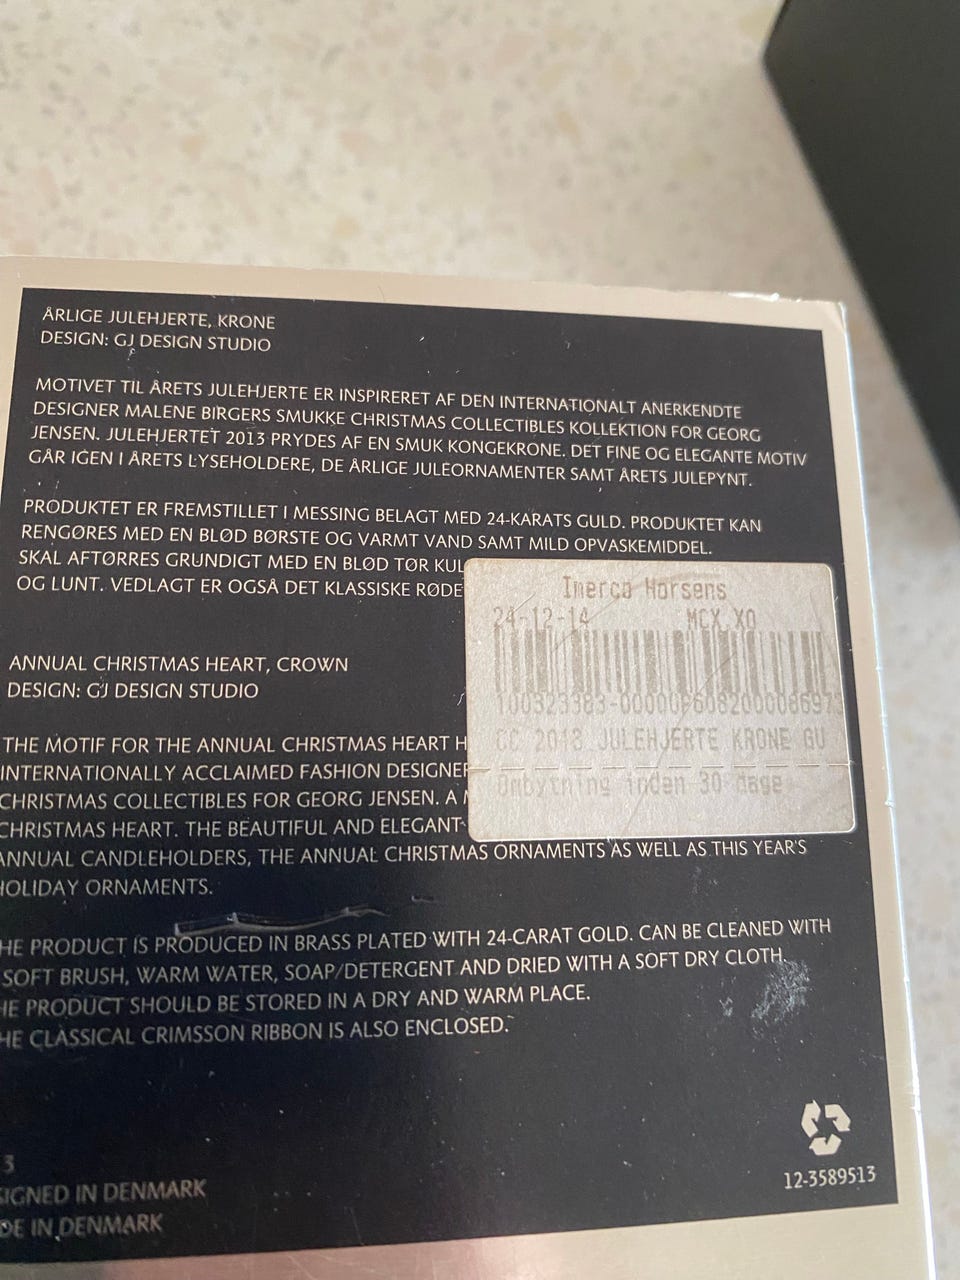 ÅRLIGE JULEHJERTE, KRONE
DESIGN: GJ DESIGN STUDIO
MOTIVET TIL ÅRETS JULEHJERTE ER INSPIRERET AF DEN INTERNATIONALT ANERKENDTE
DESIGNER MALENE BIRGERS SMUKKE CHRISTMAS COLLECTIBLES KOLLEKTION FOR GEORG
JENSEN. JULEHJERTET 2013 PRYDES AF EN SMUK KONGEKRONE. DET FINE OG ELEGANTE MOTIV
GÅR IGEN I ÅRETS LYSEHOLDERE, DE ÅRLIGE JULEORNAMENTER SAMT ÅRETS JULEPYNT.
PRODUKTET ER FREMSTILLET I MESSING BELAGT MED 24-KARATS GULD. PRODUKTET KAN
RENGØRES MED EN BLØD BØRSTE OG VARMT VAND SAMT MILD OPVASKEMIDDEL.
SKAL AFTØRRES GRUNDIGT MED EN BLØD TØR KUL
OG LUNT. VEDLAGT ER OGSÅ DET KLASSISKE RØDE
Imerco Horsens
24-12-14 MCX.XO
CC 2013 JULEHJERTE KRONE GU
Ombytning inden 30 dage
ANNUAL CHRISTMAS HEART, CROWN
DESIGN: GJ DESIGN STUDIO
THE MOTIF FOR THE ANNUAL CHRISTMAS HEART H
INTERNATIONALLY ACCLAIMED FASHION DESIGNER
CHRISTMAS COLLECTIBLES FOR GEORG JENSEN. A
CHRISTMAS HEART. THE BEAUTIFUL AND ELEGANT
ANNUAL CANDLEHOLDERS, THE ANNUAL CHRISTMAS ORNAMENTS AS WELL AS THIS YEAR'S
HOLIDAY ORNAMENTS.
HE PRODUCT IS PRODUCED IN BRASS PLATED WITH 24-CARAT GOLD. CAN BE CLEANED WITH
SOFT BRUSH, WARM WATER, SOAP/DETERGENT AND DRIED WITH A SOFT DRY CLOTH.
HE PRODUCT SHOULD BE STORED IN A DRY AND WARM PLACE.
HE CLASSICAL CRIMSSON RIBBON IS ALSO ENCLOSED.
3
SIGNED IN DENMARK
DE IN DENMARK
12-3589513